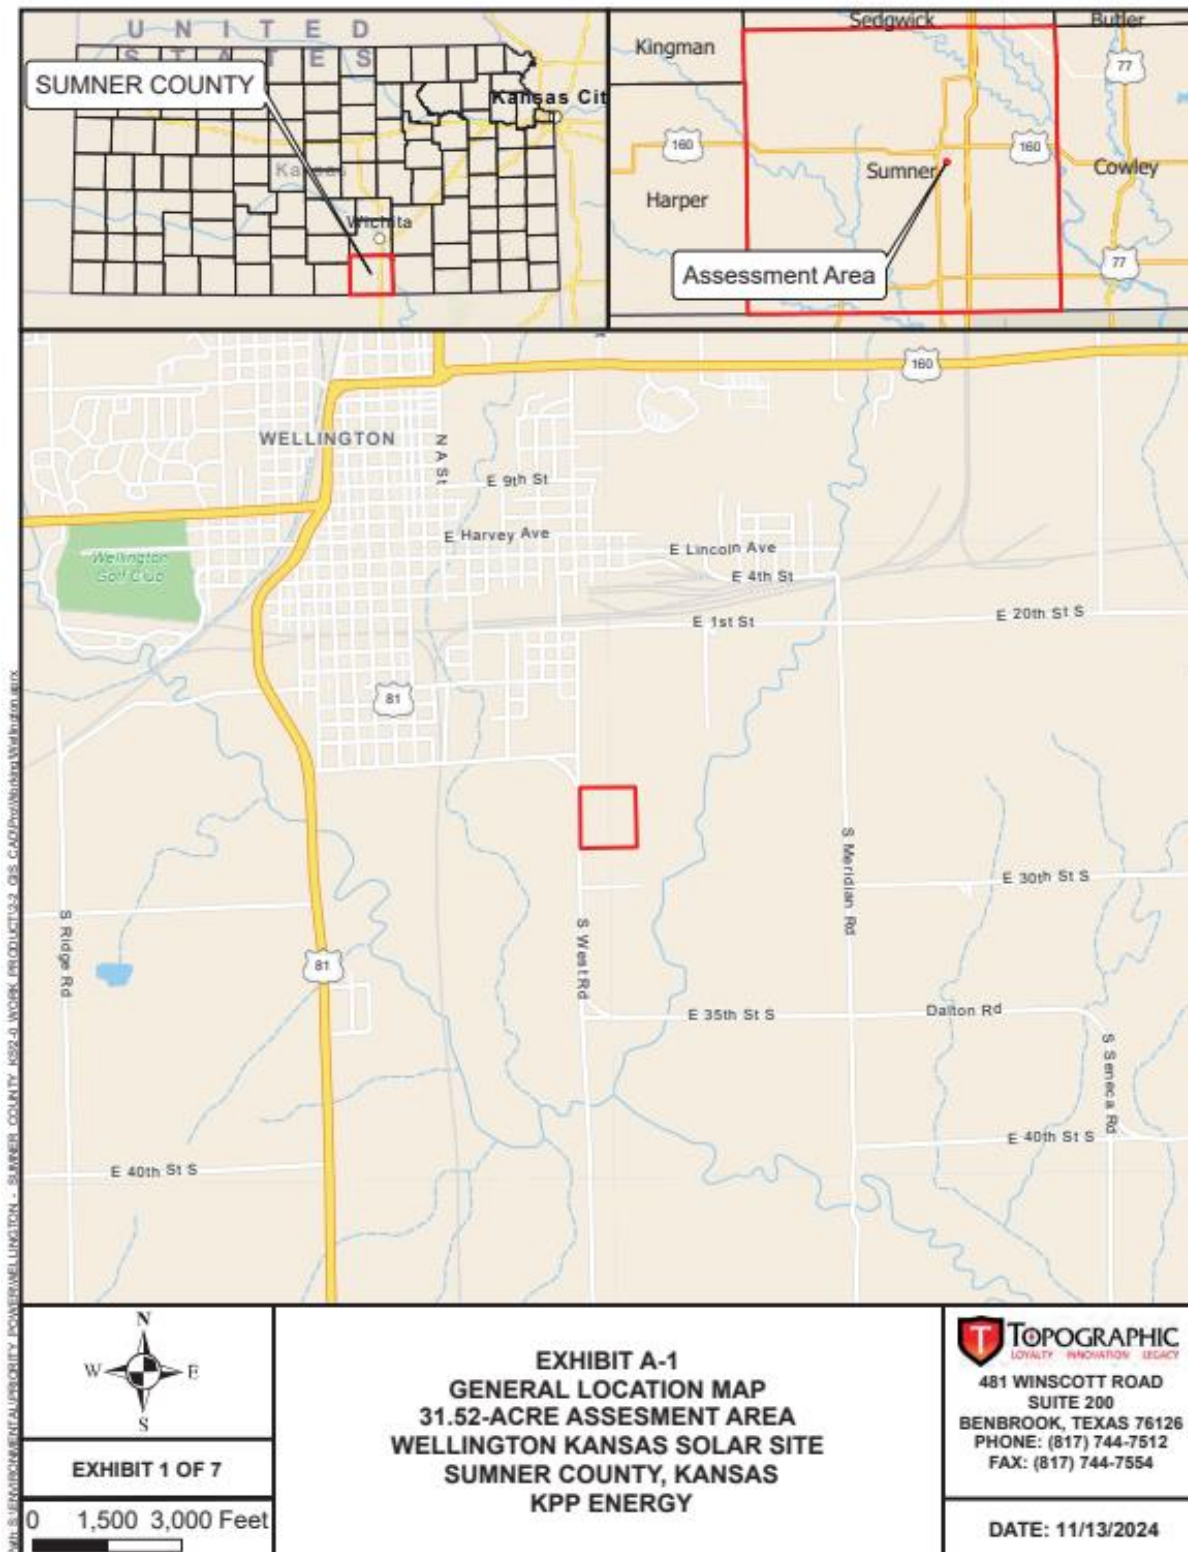 UNITED
STATES
SUMNER COUNTY
Kansas Cit
Kansas
Wichita
Sedgwick
Butler
Kingman
77
160
160
Sumner
Cowley
Harper
77
Assessment Area
160
WELLINGTON
N A St
E 9th St
E Harvey Ave
Wellington
Golf Club
E Lincoln Ave
E 4th St
E 1st St
E 20th St S
81
S Meridian Rd
E 30th St S
S Ridge Rd
S West Rd
81
E 35th St S
Dalton Rd
S Seneca Rd
E 40th St S
E 40th St S
N
W
E
S
EXHIBIT 1 OF 7
0 1,500 3,000 Feet
EXHIBIT A-1
GENERAL LOCATION MAP
31.52-ACRE ASSESMENT AREA
WELLINGTON KANSAS SOLAR SITE
SUMNER COUNTY, KANSAS
KPP ENERGY
T TOPOGRAPHIC
LOYALTY INNOVATION LEGACY
481 WINSCOTT ROAD
SUITE 200
BENBROOK, TEXAS 76126
PHONE: (817) 744-7512
FAX: (817) 744-7554
DATE: 11/13/2024